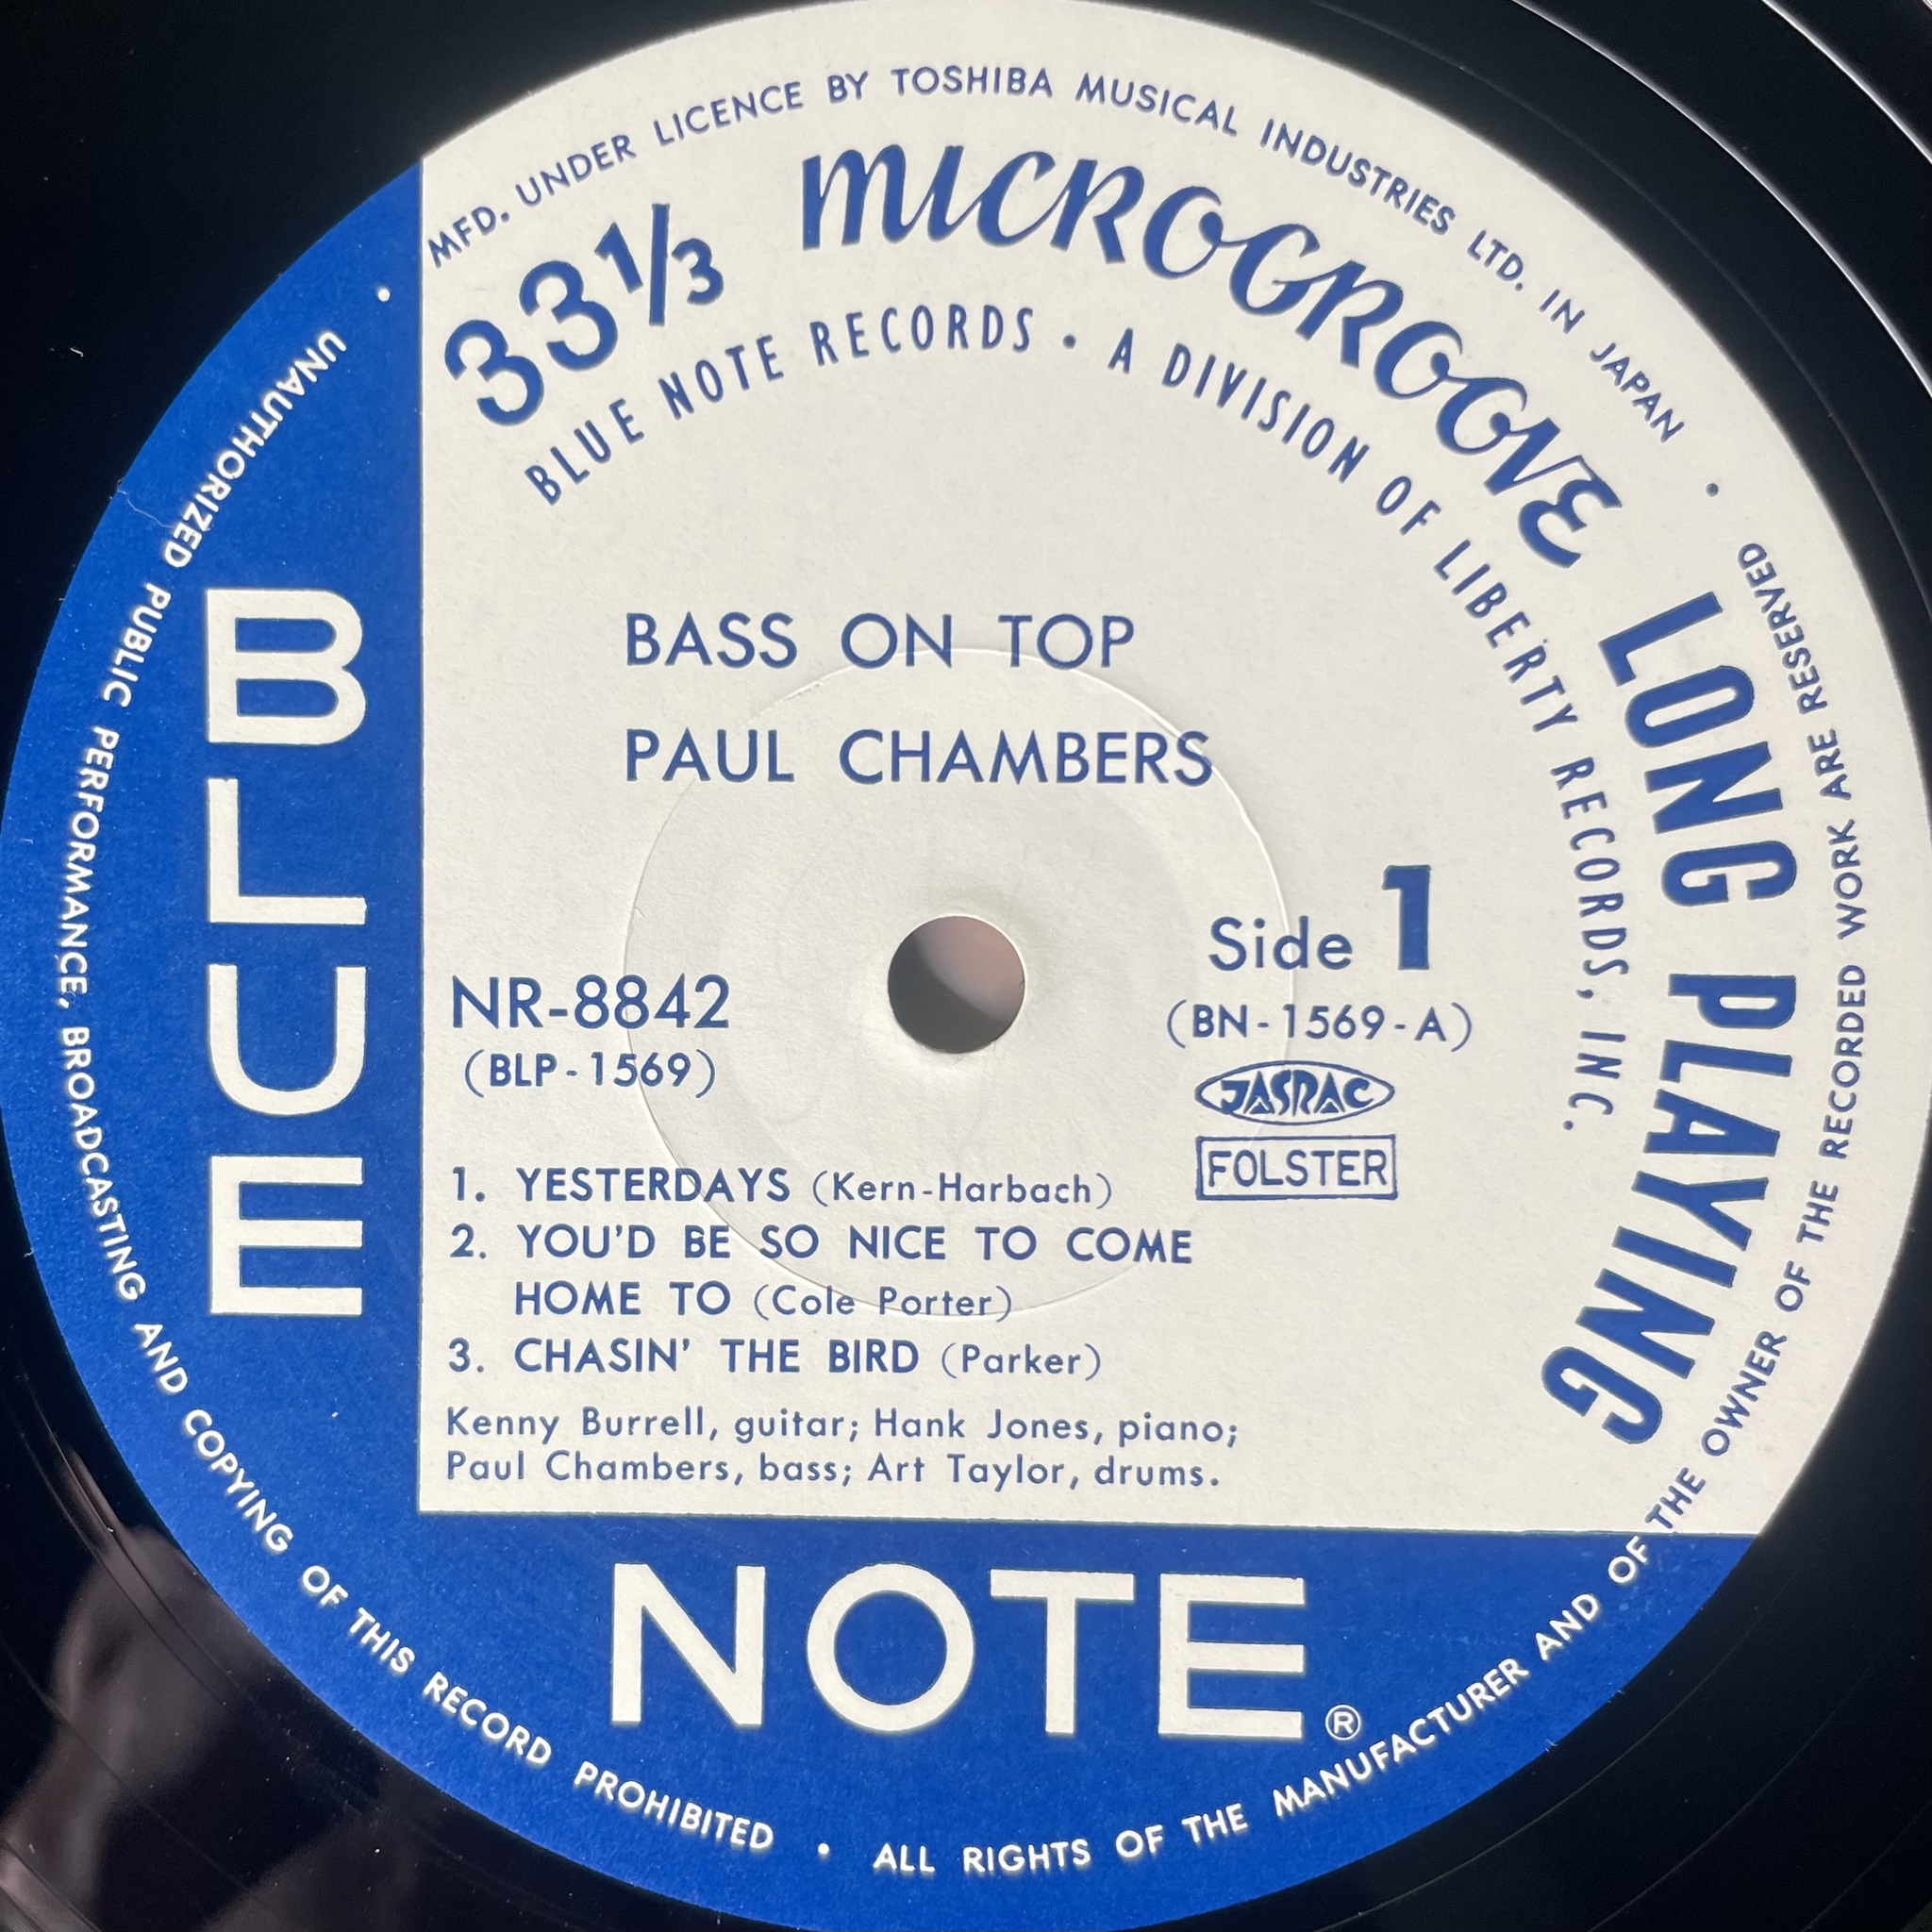 MFD. UNDER LICENCE BY TOSHIBA MUSICAL INDUSTRIES LTD. IN JAPAN •
33⅓ MICROGROOVE LONG PLAYING
BLUE NOTE RECORDS • A DIVISION OF LIBERTY RECORDS, INC.
BASS ON TOP
PAUL CHAMBERS
Side 1
(BN-1569-A)
NR-8842
(BLP-1569)
JASRAC
FOLSTER
1. YESTERDAYS (Kern-Harbach)
2. YOU'D BE SO NICE TO COME
HOME TO (Cole Porter)
3. CHASIN' THE BIRD (Parker)
Kenny Burrell, guitar; Hank Jones, piano;
Paul Chambers, bass; Art Taylor, drums.
BLUE
NOTE®
• UNAUTHORIZED PUBLIC PERFORMANCE, BROADCASTING AND COPYING OF THIS RECORD PROHIBITED • ALL RIGHTS OF THE MANUFACTURER AND OF THE OWNER OF THE RECORDED WORK ARE RESERVED